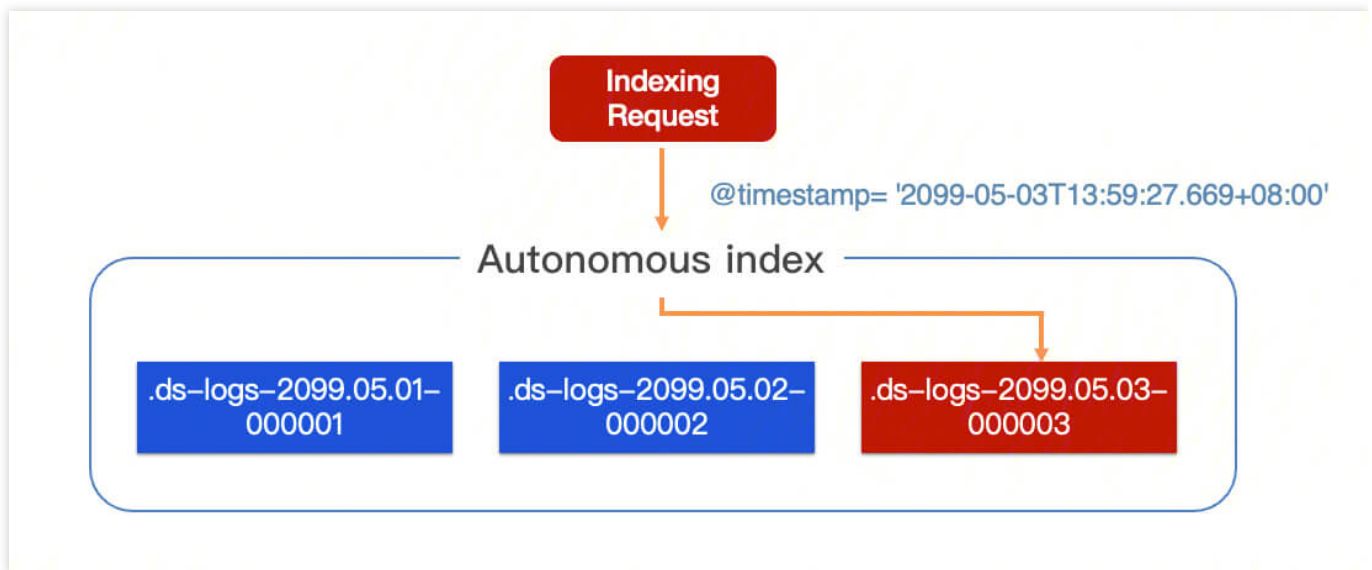 Indexing
Request
@timestamp= '2099-05-03T13:59:27.669+08:00'
Autonomous index
.ds-logs-2099.05.01-
000001
.ds-logs-2099.05.02-
000002
.ds-logs-2099.05.03-
000003